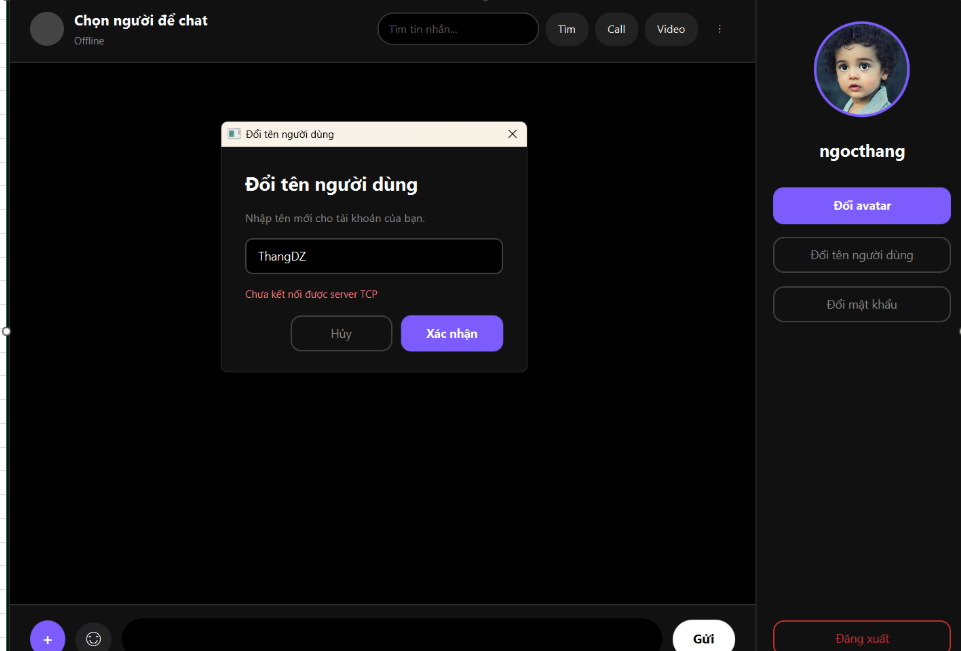 Chọn người để chat
Offline
Tìm tin nhắn...
Tìm
Call
Video
Đổi tên người dùng
Đổi tên người dùng
Nhập tên mới cho tài khoản của bạn.
ThangDZ
Chưa kết nối được server TCP
Hủy
Xác nhận
ngocthang
Đổi avatar
Đổi tên người dùng
Đổi mật khẩu
+
Gửi
Đăng xuất